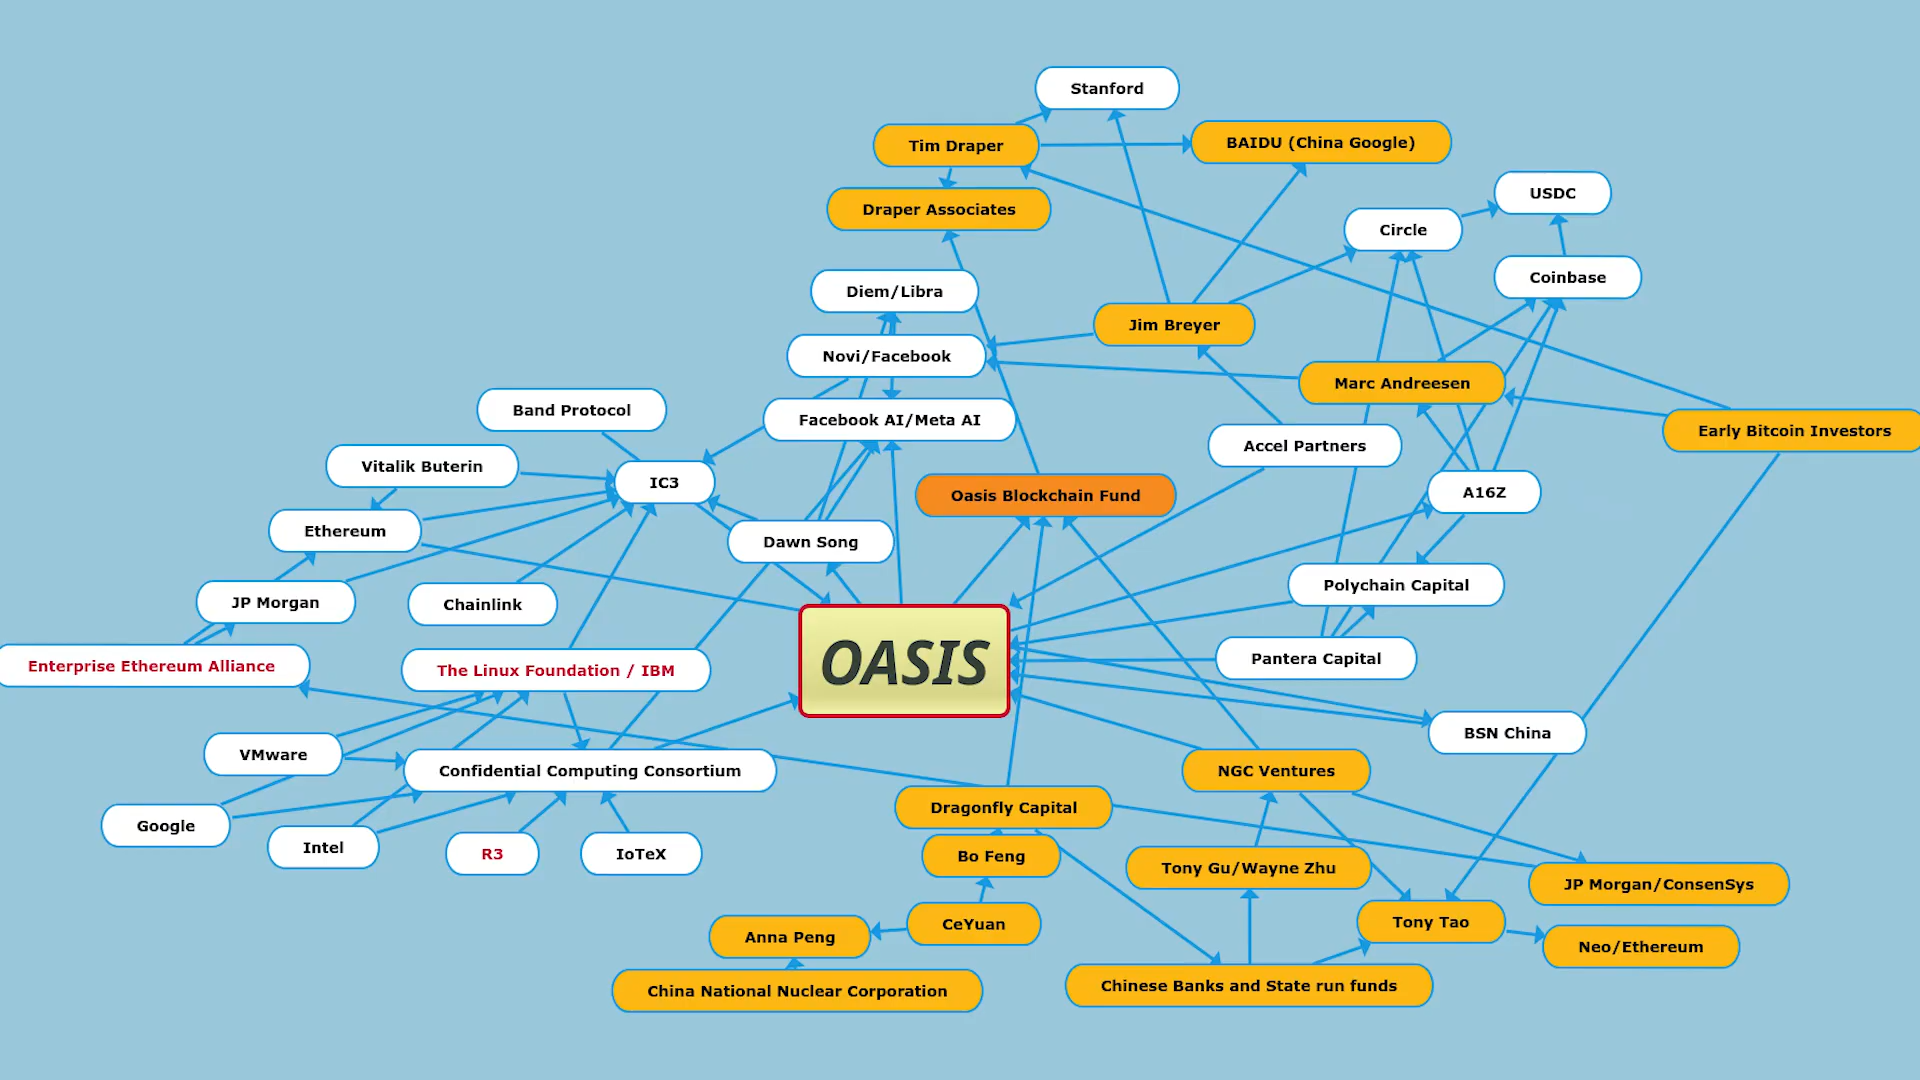 Stanford
Tim Draper
BAIDU (China Google)
Draper Associates
USDC
Circle
Diem/Libra
Coinbase
Jim Breyer
Novi/Facebook
Marc Andreesen
Band Protocol
Facebook AI/Meta AI
Early Bitcoin Investors
Accel Partners
Vitalik Buterin
IC3
Oasis Blockchain Fund
A16Z
Ethereum
Dawn Song
Polychain Capital
JP Morgan
Chainlink
Enterprise Ethereum Alliance
The Linux Foundation / IBM
OASIS
Pantera Capital
BSN China
VMware
Confidential Computing Consortium
NGC Ventures
Dragonfly Capital
Google
Intel
R3
IoTeX
Bo Feng
Tony Gu/Wayne Zhu
JP Morgan/ConsenSys
CeYuan
Tony Tao
Anna Peng
Neo/Ethereum
China National Nuclear Corporation
Chinese Banks and State run funds